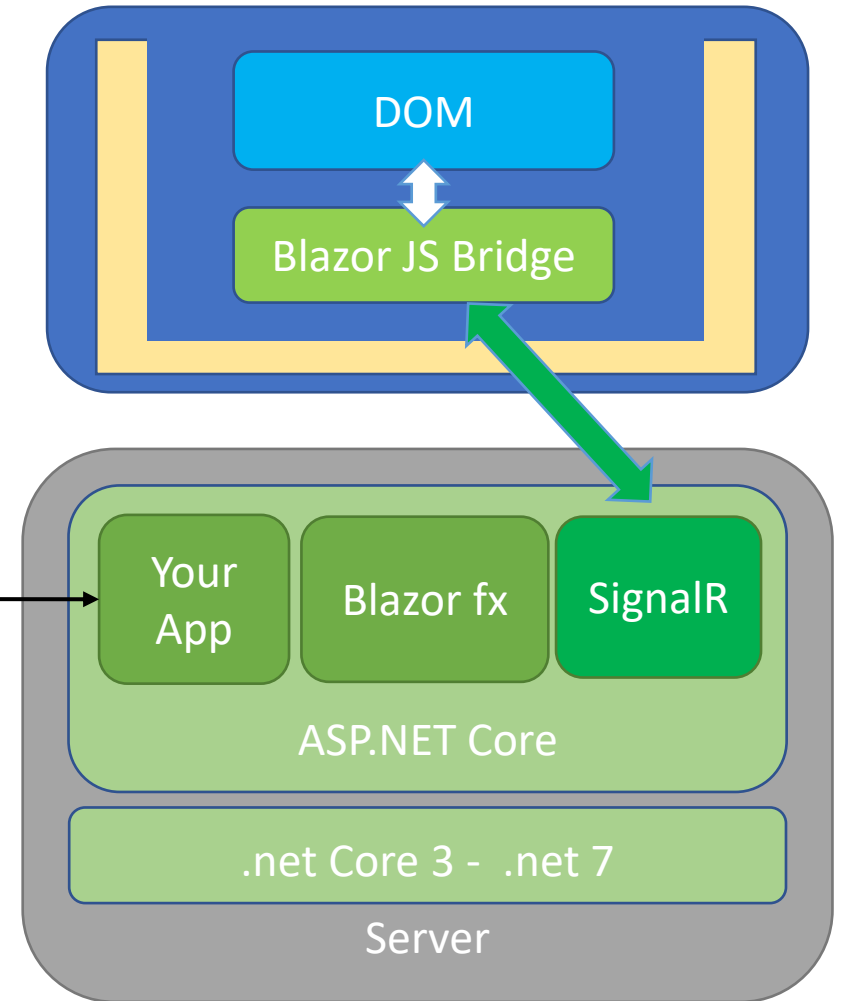 DOM
Blazor JS Bridge
Your
App
Blazor fx
SignalR
ASP.NET Core
.net Core 3 - .net 7
Server